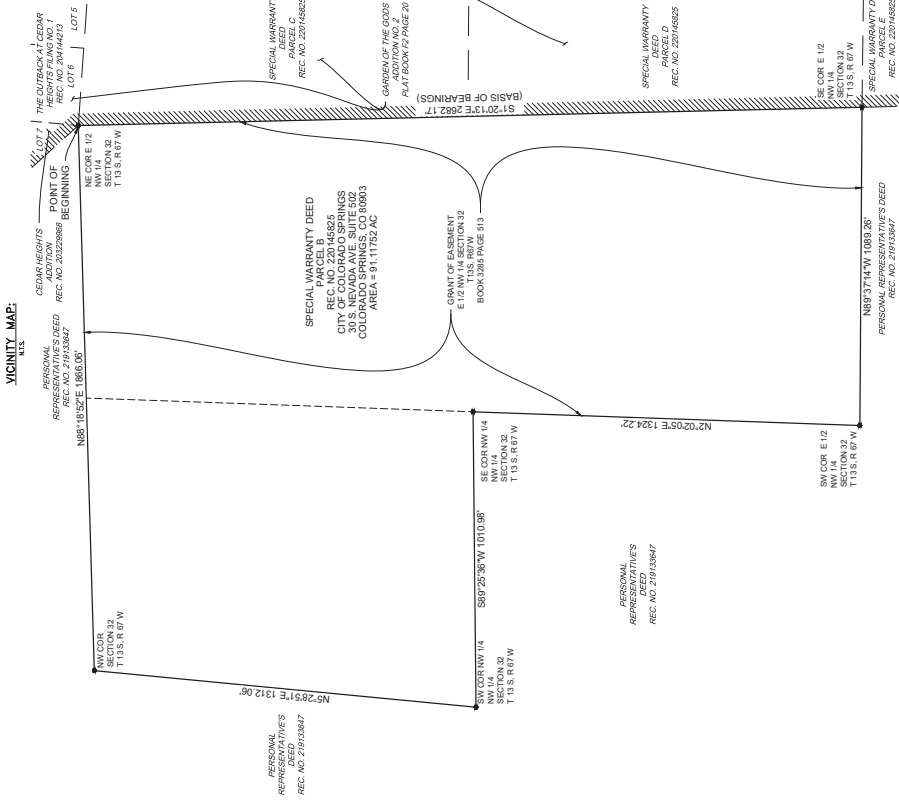 VICINITY MAP:
N.T.S.
THE OUTBACK AT CEDAR
HEIGHTS FILING NO. 1
REC. NO. 204144213
LOT 7
LOT 6
LOT 5
CEDAR HEIGHTS
ADDITION
REC. NO. 203229968
POINT OF
BEGINNING
PERSONAL
REPRESENTATIVE'S DEED
REC. NO. 219133647
N88°18'52"E 1866.06'
NE COR E 1/2
NW 1/4
SECTION 32
T 13 S, R 67 W
SPECIAL WARRANTY
DEED
PARCEL C
REC. NO. 220145825
GARDEN OF THE GODS
ADDITION NO. 2
PLAT BOOK F2 PAGE 20
S1°20'13"E 2682.17'
(BASIS OF BEARINGS)
SPECIAL WARRANTY
DEED
PARCEL D
REC. NO. 220145825
SE COR E 1/2
NW 1/4
SECTION 32
T 13 S, R 67 W
SPECIAL WARRANTY D
PARCEL E
REC. NO. 220145825
SPECIAL WARRANTY DEED
PARCEL B
REC. NO. 220145825
CITY OF COLORADO SPRINGS
30 S. NEVADA AVE. SUITE 502
COLORADO SPRINGS, CO 80903
AREA = 91.11752 AC
GRANT OF EASEMENT
E 1/2 NW 1/4 SECTION 32
T13S, R67W
BOOK 3285 PAGE 513
N89°37'14"W 1089.26'
PERSONAL REPRESENTATIVE'S DEED
REC. NO. 219133647
N2°02'05"E 1324.22'
SW COR E 1/2
NW 1/4
SECTION 32
T 13 S, R 67 W
SE COR NW 1/4
NW 1/4
SECTION 32
T 13 S, R 67 W
S89°25'36"W 1010.98'
PERSONAL
REPRESENTATIVE'S
DEED
REC. NO. 219133647
NW COR
SECTION 32
T 13 S, R 67 W
SW COR NW 1/4
NW 1/4
SECTION 32
T 13 S, R 67 W
N5°28'51"E 1312.06'
PERSONAL
REPRESENTATIVE'S
DEED
REC. NO. 219133647